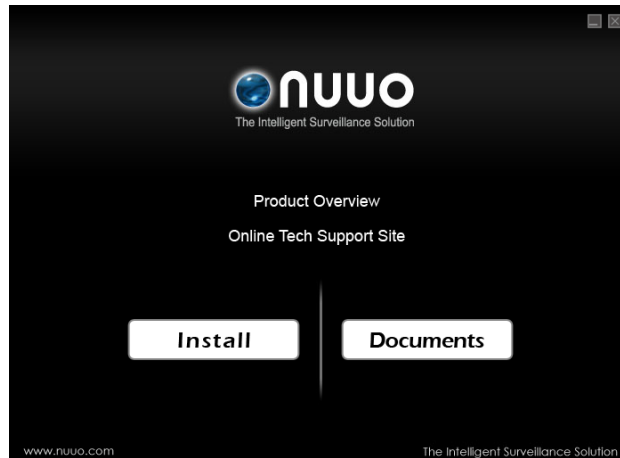 nuuo
The Intelligent Surveillance Solution
Product Overview
Online Tech Support Site
Install
Documents
www.nuuo.com
The Intelligent Surveillance Solution